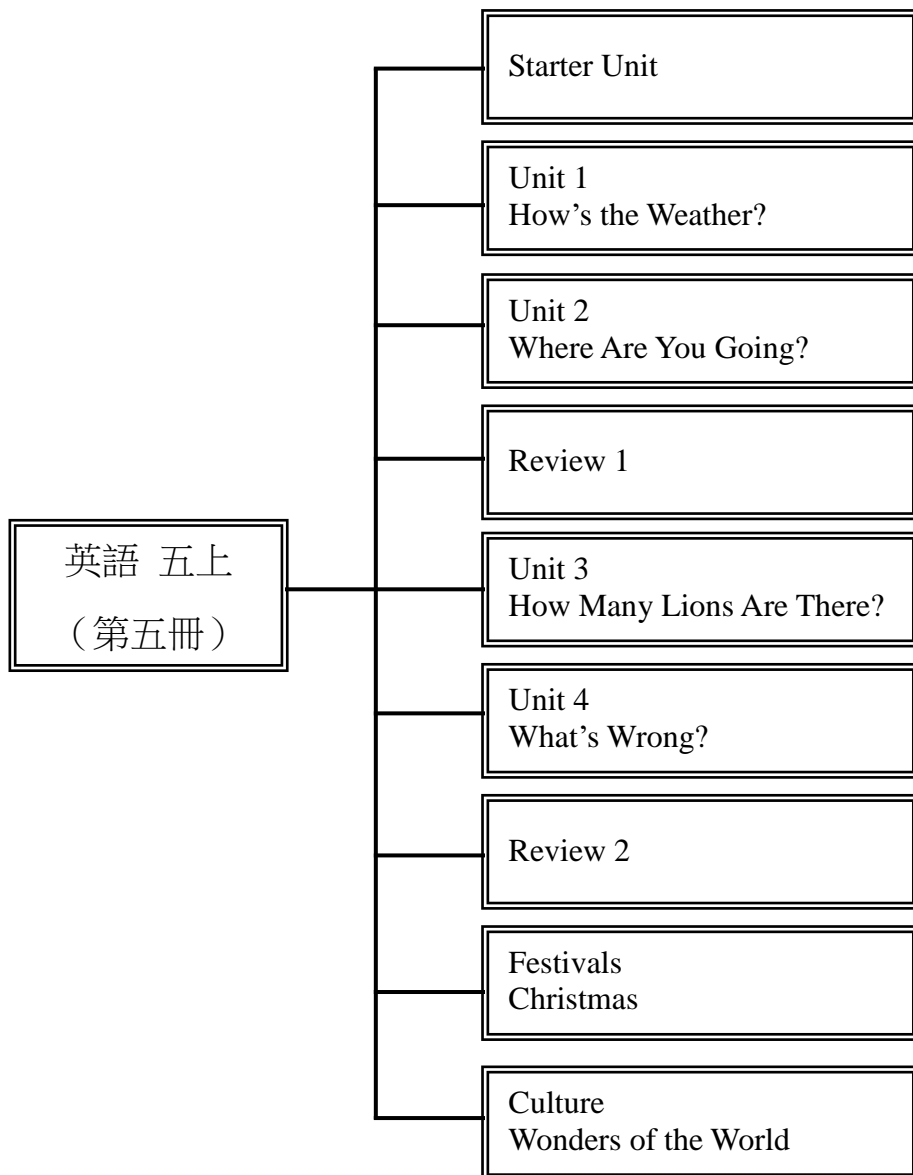 英語 五上
（第五冊）
Starter Unit
Unit 1
How’s the Weather?
Unit 2
Where Are You Going?
Review 1
Unit 3
How Many Lions Are There?
Unit 4
What’s Wrong?
Review 2
Festivals
Christmas
Culture
Wonders of the World